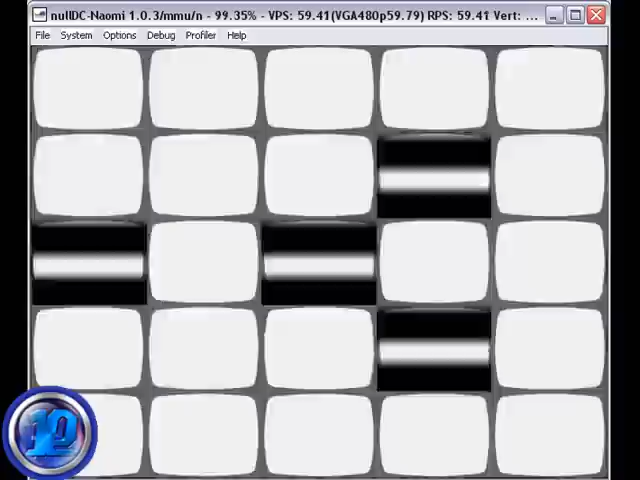 nullDC-Naomi 1.0.3/mmu/n - 99.35% - VPS: 59.41(VGA480p59.79) RPS: 59.41 Vert: ...
File System Options Debug Profiler Help
10